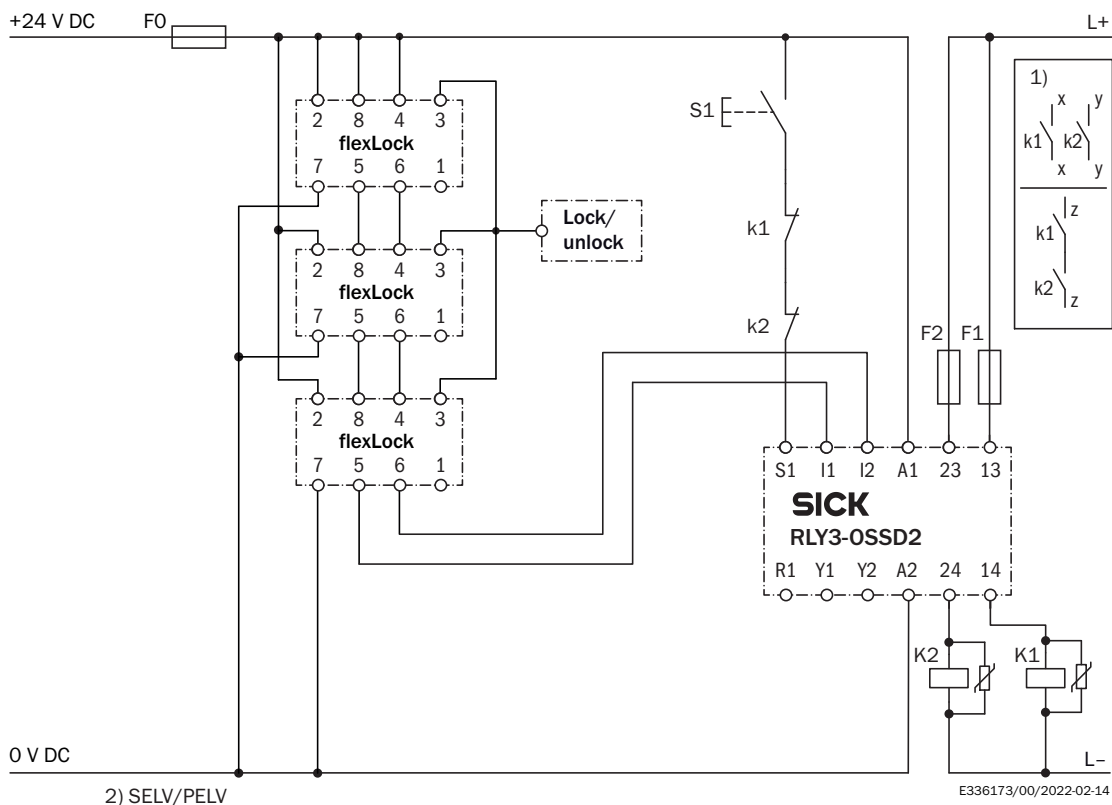 +24 V DC F0 L+
2 8 4 3
flexLock
7 5 6 1
1)
x y
k1 k2
x y
z
k1
k2
z
S1
Lock/
unlock
2 8 4 3
flexLock
7 5 6 1
k1
k2
F2 F1
2 8 4 3
flexLock
7 5 6 1
S1 I1 I2 A1 23 13
SICK
RLY3-OSSD2
R1 Y1 Y2 A2 24 14
K2 K1
0 V DC L–
2) SELV/PELV
E336173/00/2022-02-14